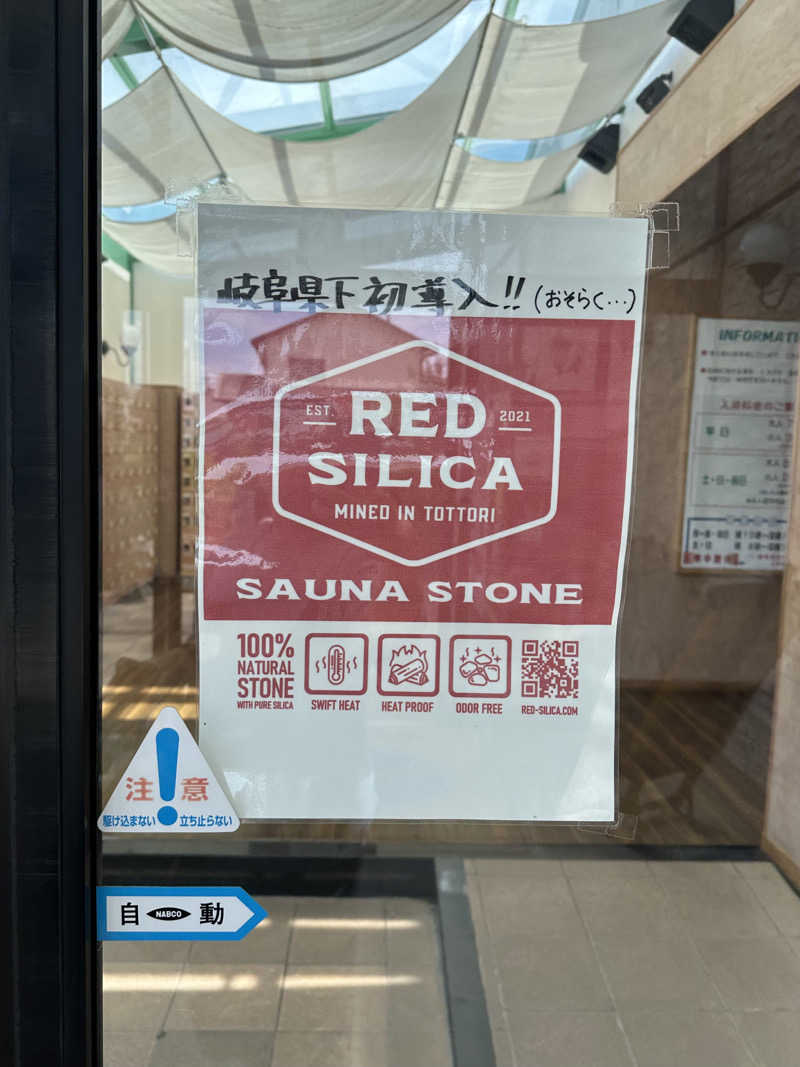 岐阜県下初導入!! (おそらく…)
EST. RED 2021
SILICA
MINED IN TOTTORI
SAUNA STONE
100%
NATURAL
STONE
WITH PURE SILICA
SWIFT HEAT
HEAT PROOF
ODOR FREE
RED-SILICA.COM
注意
駆け込まない 立ち止らない
自 NABCO 動
INFORMATI
平日
土・日・祝日